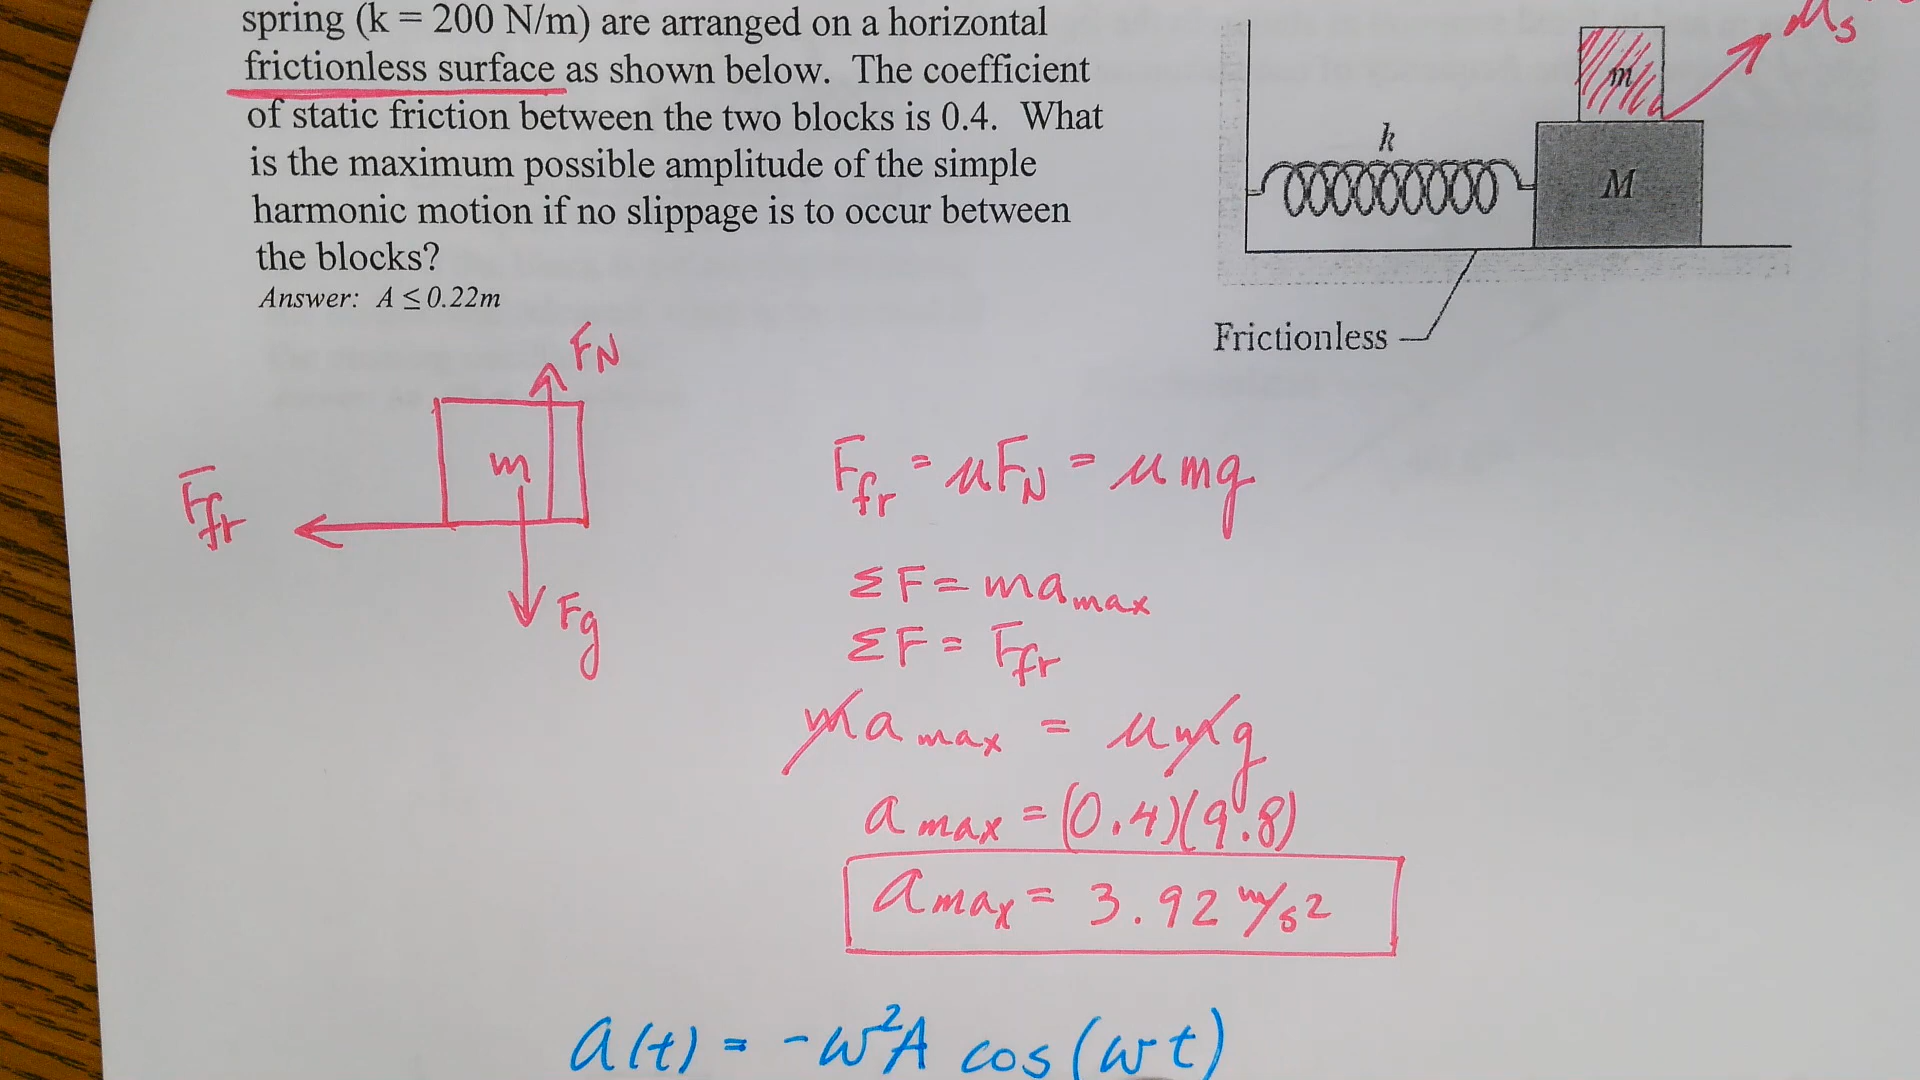 spring (k = 200 N/m) are arranged on a horizontal
frictionless surface as shown below. The coefficient
of static friction between the two blocks is 0.4. What
is the maximum possible amplitude of the simple
harmonic motion if no slippage is to occur between
the blocks?
Answer: A ≤ 0.22m
μs
m
k
M
Frictionless
FN
m
Ffr
Fg
Ffr = μFN = μmg
ΣF = mamax
ΣF = Ffr
mamax = μmg
amax = (0.4)(9.8)
amax = 3.92 m/s2
a(t) = -ω²A cos(ωt)